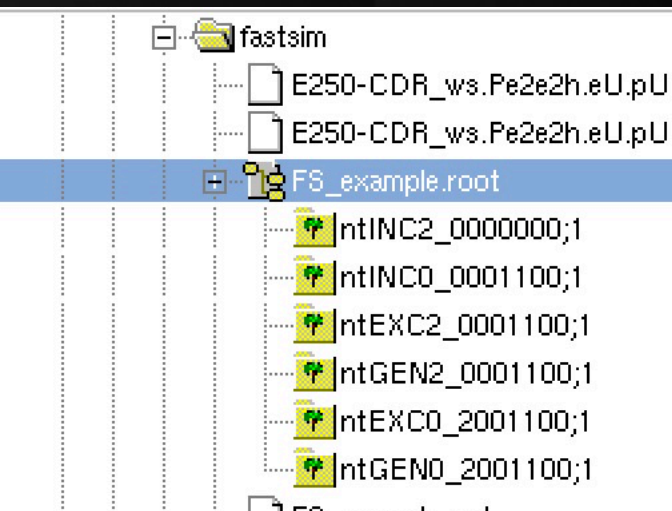 fastsim
E250-CDR_ws.Pe2e2h.eU.pU
E250-CDR_ws.Pe2e2h.eU.pU
FS_example.root
ntINC2_0000000;1
ntINC0_0001100;1
ntEXC2_0001100;1
ntGEN2_0001100;1
ntEXC0_2001100;1
ntGEN0_2001100;1